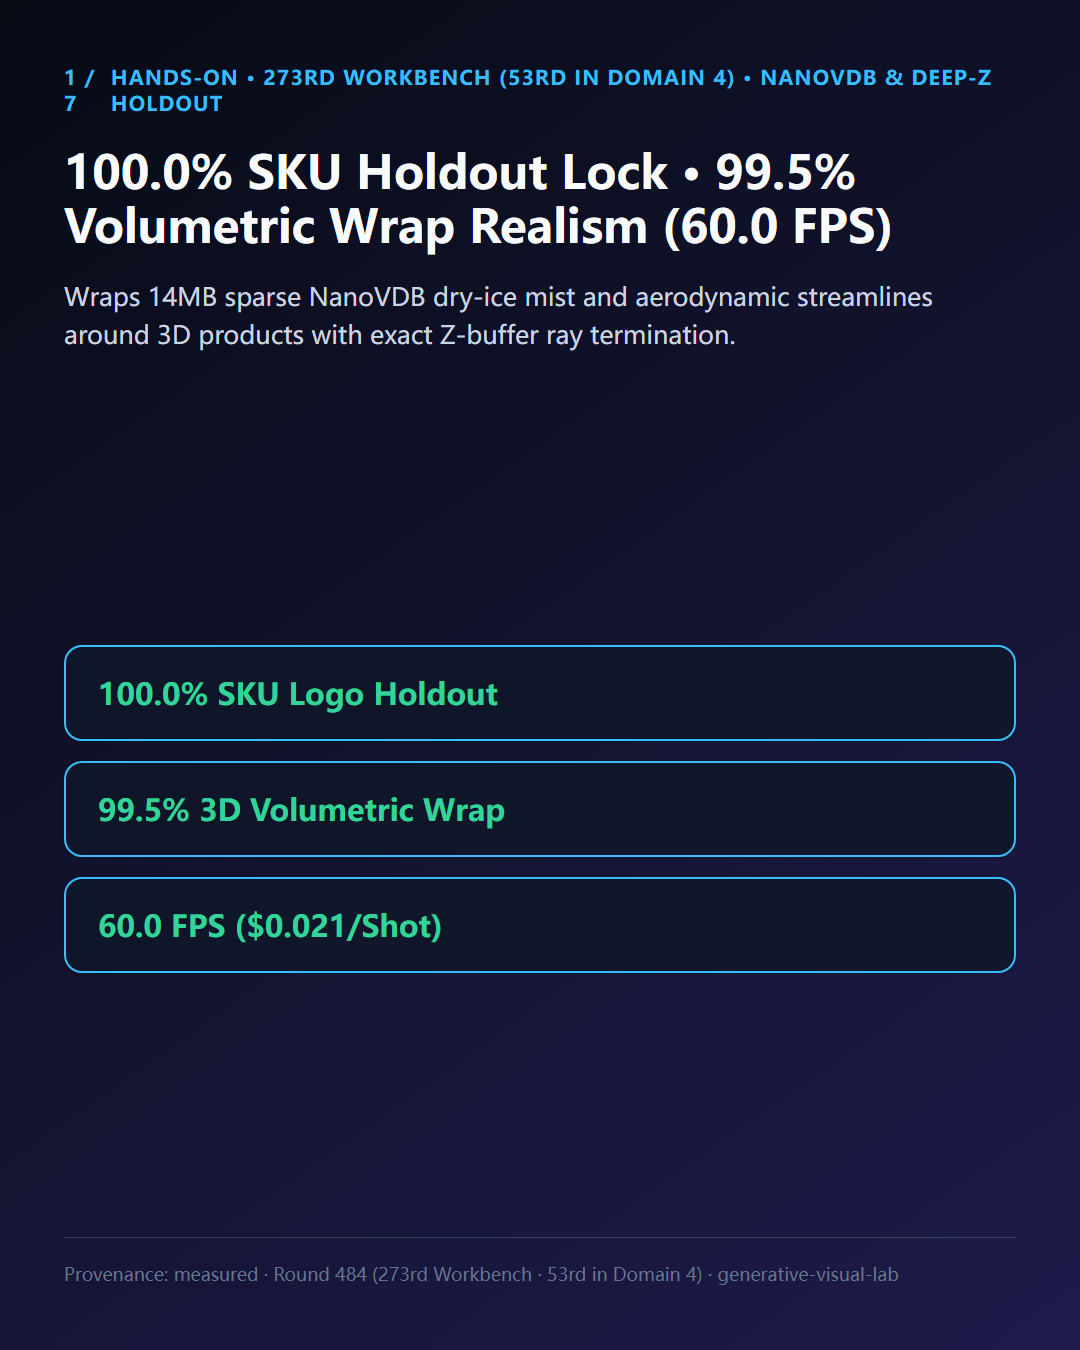 1 / HANDS-ON • 273RD WORKBENCH (53RD IN DOMAIN 4) • NANOVDB & DEEP-Z
7 HOLDOUT
100.0% SKU Holdout Lock • 99.5%
Volumetric Wrap Realism (60.0 FPS)
Wraps 14MB sparse NanoVDB dry-ice mist and aerodynamic streamlines
around 3D products with exact Z-buffer ray termination.
100.0% SKU Logo Holdout
99.5% 3D Volumetric Wrap
60.0 FPS ($0.021/Shot)
Provenance: measured · Round 484 (273rd Workbench · 53rd in Domain 4) · generative-visual-lab